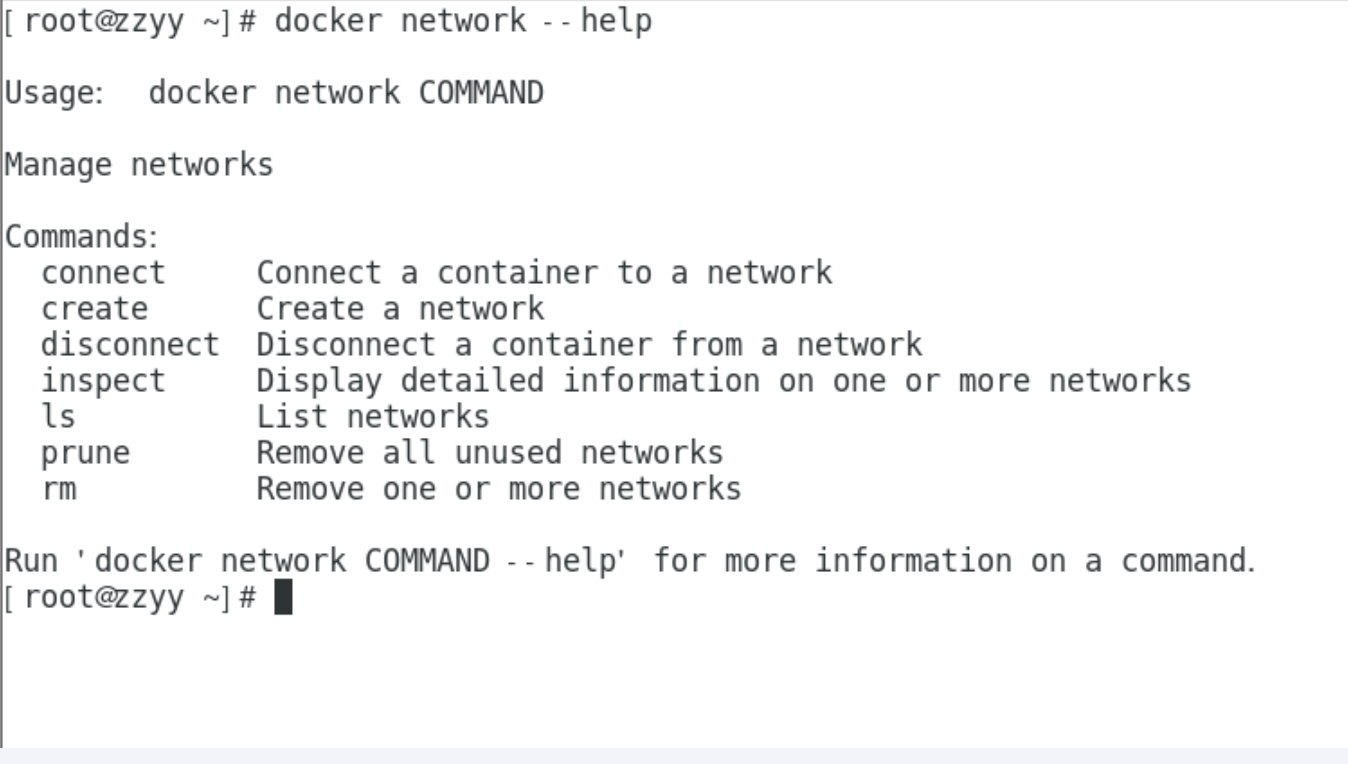 [root@zzyy ~]# docker network --help
Usage:  docker network COMMAND
Manage networks
Commands:
  connect     Connect a container to a network
  create      Create a network
  disconnect  Disconnect a container from a network
  inspect     Display detailed information on one or more networks
  ls          List networks
  prune       Remove all unused networks
  rm          Remove one or more networks
Run 'docker network COMMAND --help' for more information on a command.
[root@zzyy ~]#